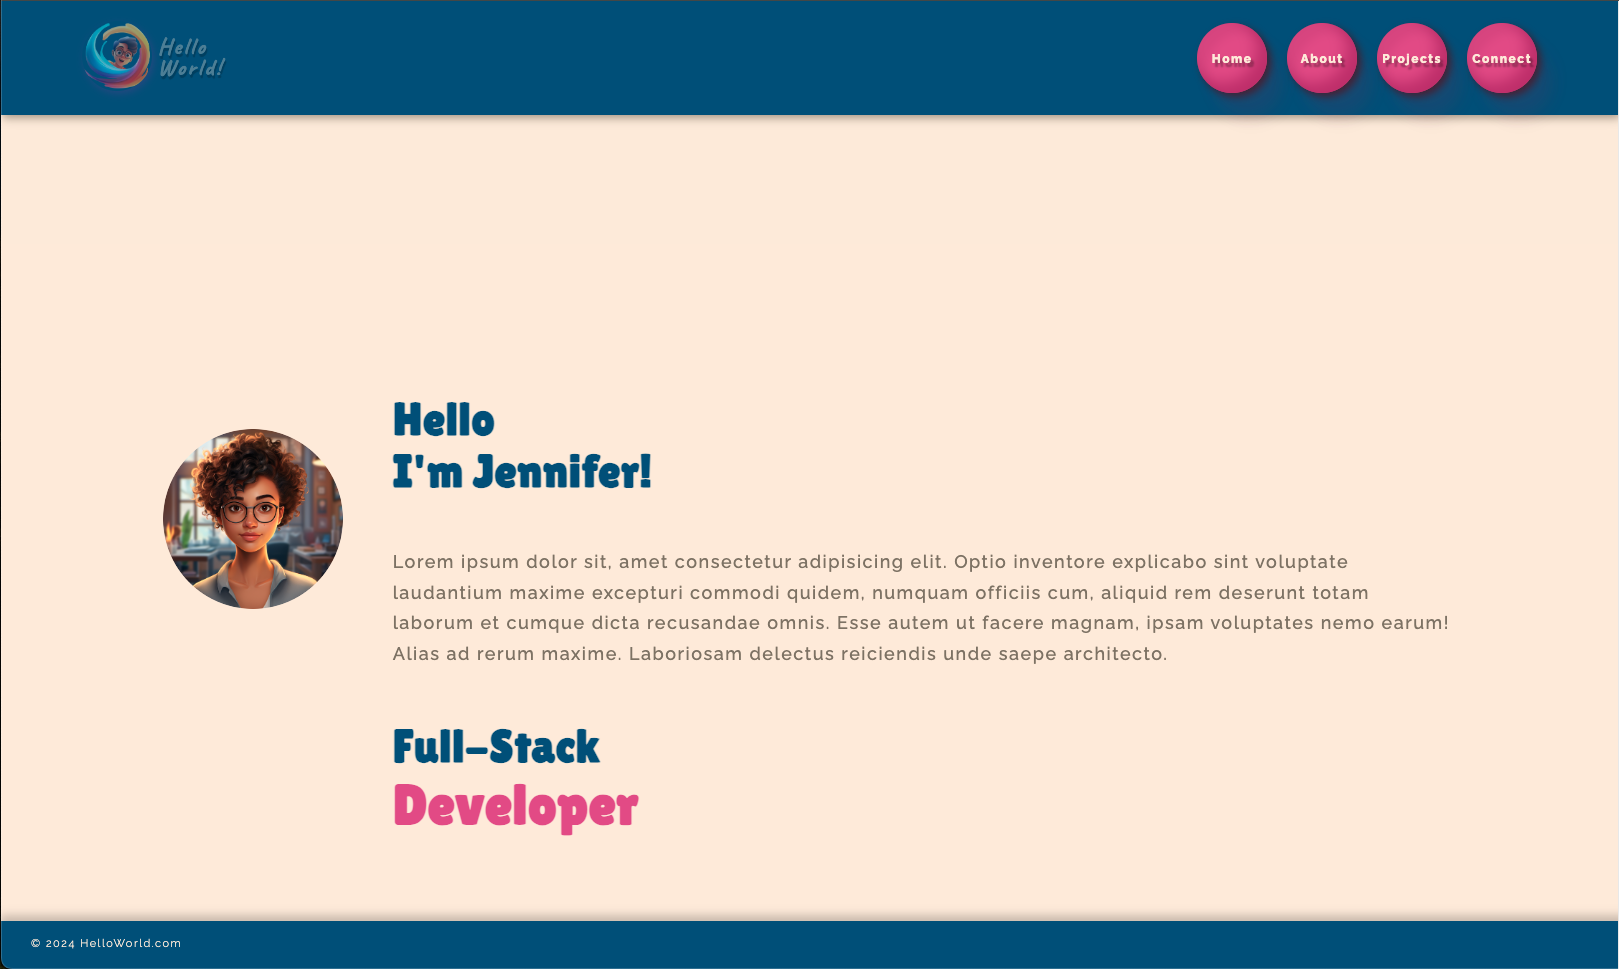 Hello
World!
Home
About
Projects
Connect
Hello
I'm Jennifer!
Lorem ipsum dolor sit, amet consectetur adipisicing elit. Optio inventore explicabo sint voluptate
laudantium maxime excepturi commodi quidem, numquam officiis cum, aliquid rem deserunt totam
laborum et cumque dicta recusandae omnis. Esse autem ut facere magnam, ipsam voluptates nemo earum!
Alias ad rerum maxime. Laboriosam delectus reiciendis unde saepe architecto.
Full-Stack
Developer
© 2024 HelloWorld.com